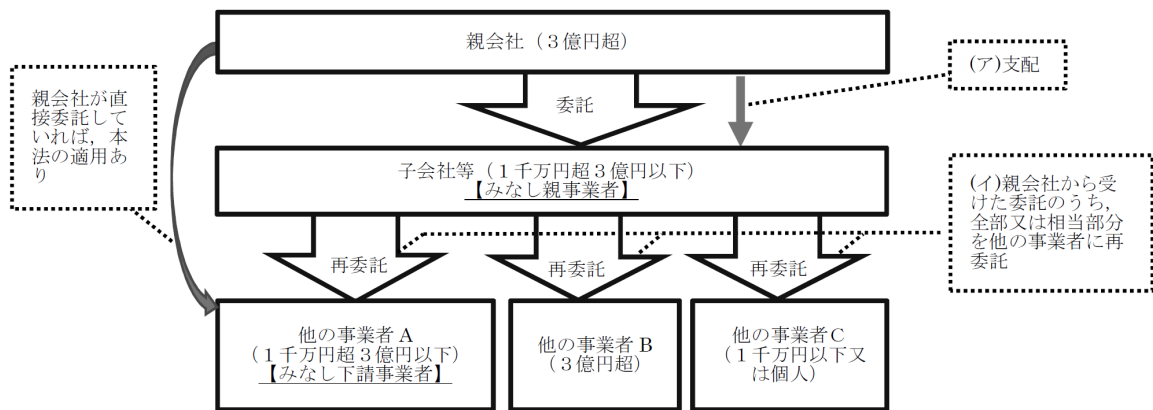 親会社（３億円超）
(ア)支配
親会社が直
接委託して
いれば，本
法の適用あ
り
委託
子会社等（１千万円超３億円以下）
【みなし親事業者】
(イ)親会社から受
けた委託のうち，
全部又は相当部分
を他の事業者に再
委託
再委託
再委託
再委託
他の事業者 A
（１千万円超３億円以下）
【みなし下請事業者】
他の事業者 B
（３億円超）
他の事業者 C
（１千万円以下又
は個人）